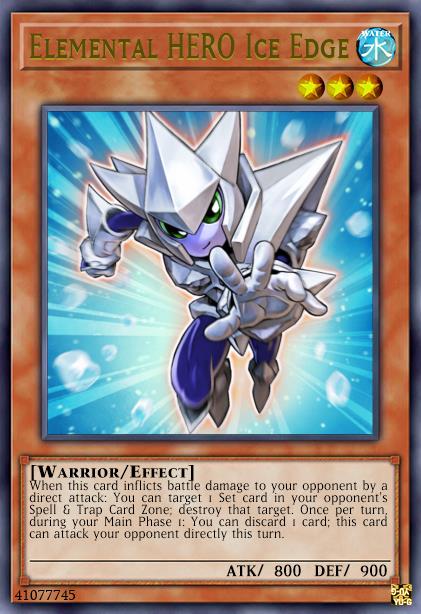 ELEMENTAL HERO ICE EDGE
WATER
水
[WARRIOR/EFFECT]
When this card inflicts battle damage to your opponent by a
direct attack: You can target 1 Set card in your opponent's
Spell & Trap Card Zone; destroy that target. Once per turn,
during your Main Phase 1: You can discard 1 card; this card
can attack your opponent directly this turn.
ATK/ 800 DEF/ 900
41077745